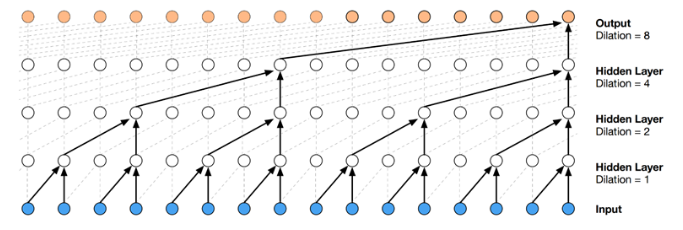 Output
Dilation = 8
Hidden Layer
Dilation = 4
Hidden Layer
Dilation = 2
Hidden Layer
Dilation = 1
Input